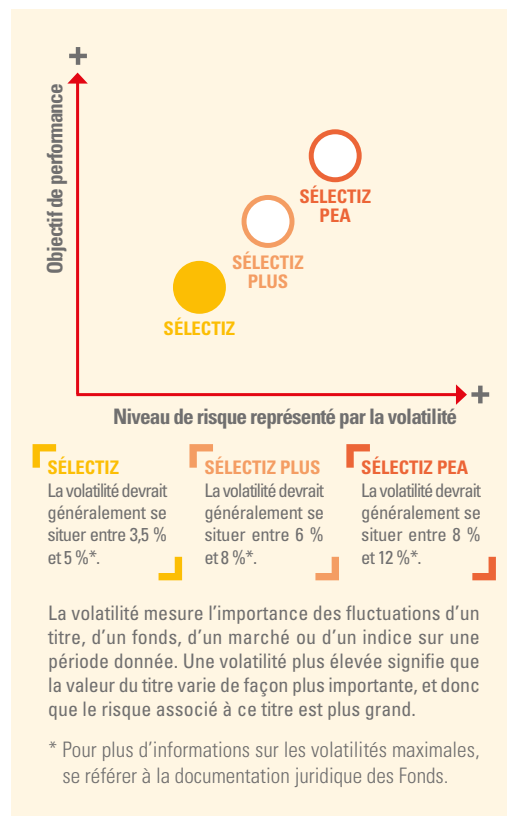 +
Objectif de performance
SÉLECTIZ
PEA
SÉLECTIZ
PLUS
SÉLECTIZ
+
Niveau de risque représenté par la volatilité
SÉLECTIZ
La volatilité devrait
généralement se
situer entre 3,5 %
et 5 %*.
SÉLECTIZ PLUS
La volatilité devrait
généralement se
situer entre 6 %
et 8 %*.
SÉLECTIZ PEA
La volatilité devrait
généralement se
situer entre 8 %
et 12 %*.
La volatilité mesure l’importance des fluctuations d’un
titre, d’un fonds, d’un marché ou d’un indice sur une
période donnée. Une volatilité plus élevée signifie que
la valeur du titre varie de façon plus importante, et donc
que le risque associé à ce titre est plus grand.
* Pour plus d’informations sur les volatilités maximales,
se référer à la documentation juridique des Fonds.